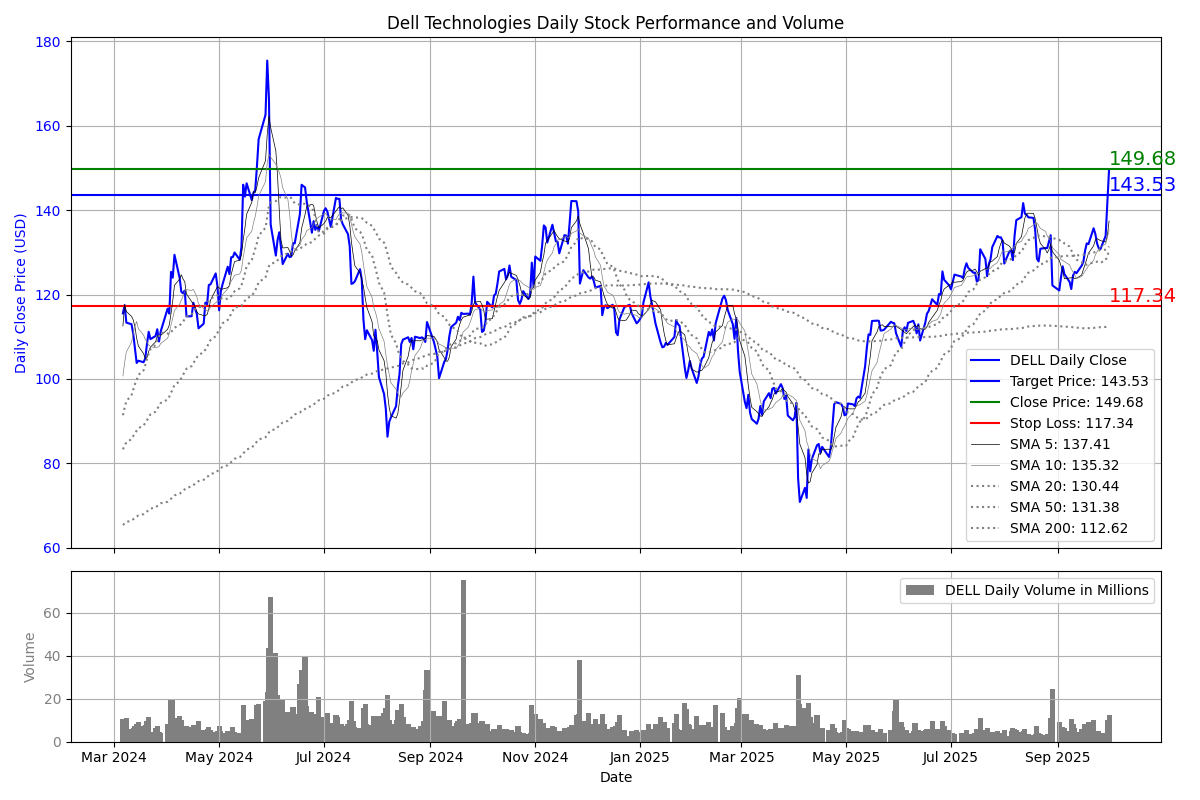 Dell Technologies Daily Stock Performance and Volume
Daily Close Price (USD)
180
160
140
120
100
80
60
149.68
143.53
117.34
DELL Daily Close
Target Price: 143.53
Close Price: 149.68
Stop Loss: 117.34
SMA 5: 137.41
SMA 10: 135.32
SMA 20: 130.44
SMA 50: 131.38
SMA 200: 112.62
Volume
60
40
20
0
DELL Daily Volume in Millions
Mar 2024 May 2024 Jul 2024 Sep 2024 Nov 2024 Jan 2025 Mar 2025 May 2025 Jul 2025 Sep 2025
Date